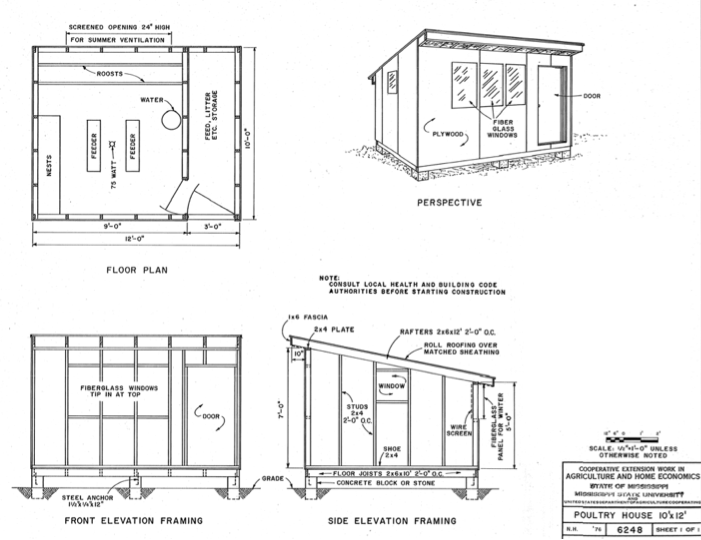 SCREENED OPENING 24" HIGH
FOR SUMMER VENTILATION
ROOSTS
WATER
FEED, LITTER
ETC. STORAGE
NESTS
FEEDER
75 WATT
FEEDER
10'-0"
9'-0"
3'-0"
12'-0"
FLOOR PLAN
DOOR
FIBER
GLASS
WINDOWS
PLYWOOD
PERSPECTIVE
NOTE:
CONSULT LOCAL HEALTH AND BUILDING CODE
AUTHORITIES BEFORE STARTING CONSTRUCTION
FIBERGLASS WINDOWS
TIP IN AT TOP
DOOR
STEEL ANCHOR
FRONT ELEVATION FRAMING
1x6 FASCIA
2x4 PLATE
RAFTERS 2x6x12' 2'-0" O.C.
ROLL ROOFING OVER
MATCHED SHEATHING
10"
7'-0"
WINDOW
STUDS
2x4
2'-0" O.C.
WIRE
SCREEN
FIBERGLASS
PANEL FOR WINTER
5'-0"
SHOE
2x4
FLOOR JOISTS 2x6x10' 2'-0" O.C.
CONCRETE BLOCK OR STONE
GRADE
SIDE ELEVATION FRAMING
UNLESS
OTHERWISE NOTED
COOPERATIVE EXTENSION WORK IN
AGRICULTURE AND HOME ECONOMICS
STATE OF MISSISSIPPI
MISSISSIPPI STATE UNIVERSITY
POULTRY HOUSE 10'x12'
'76
6248
SHEET 1 OF 1